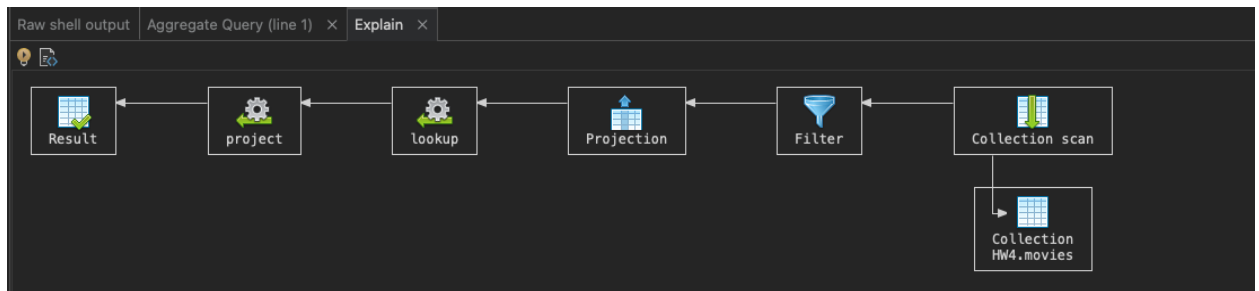 Raw shell output
Aggregate Query (line 1)
Explain
Result
project
lookup
Projection
Filter
Collection scan
Collection
HW4.movies